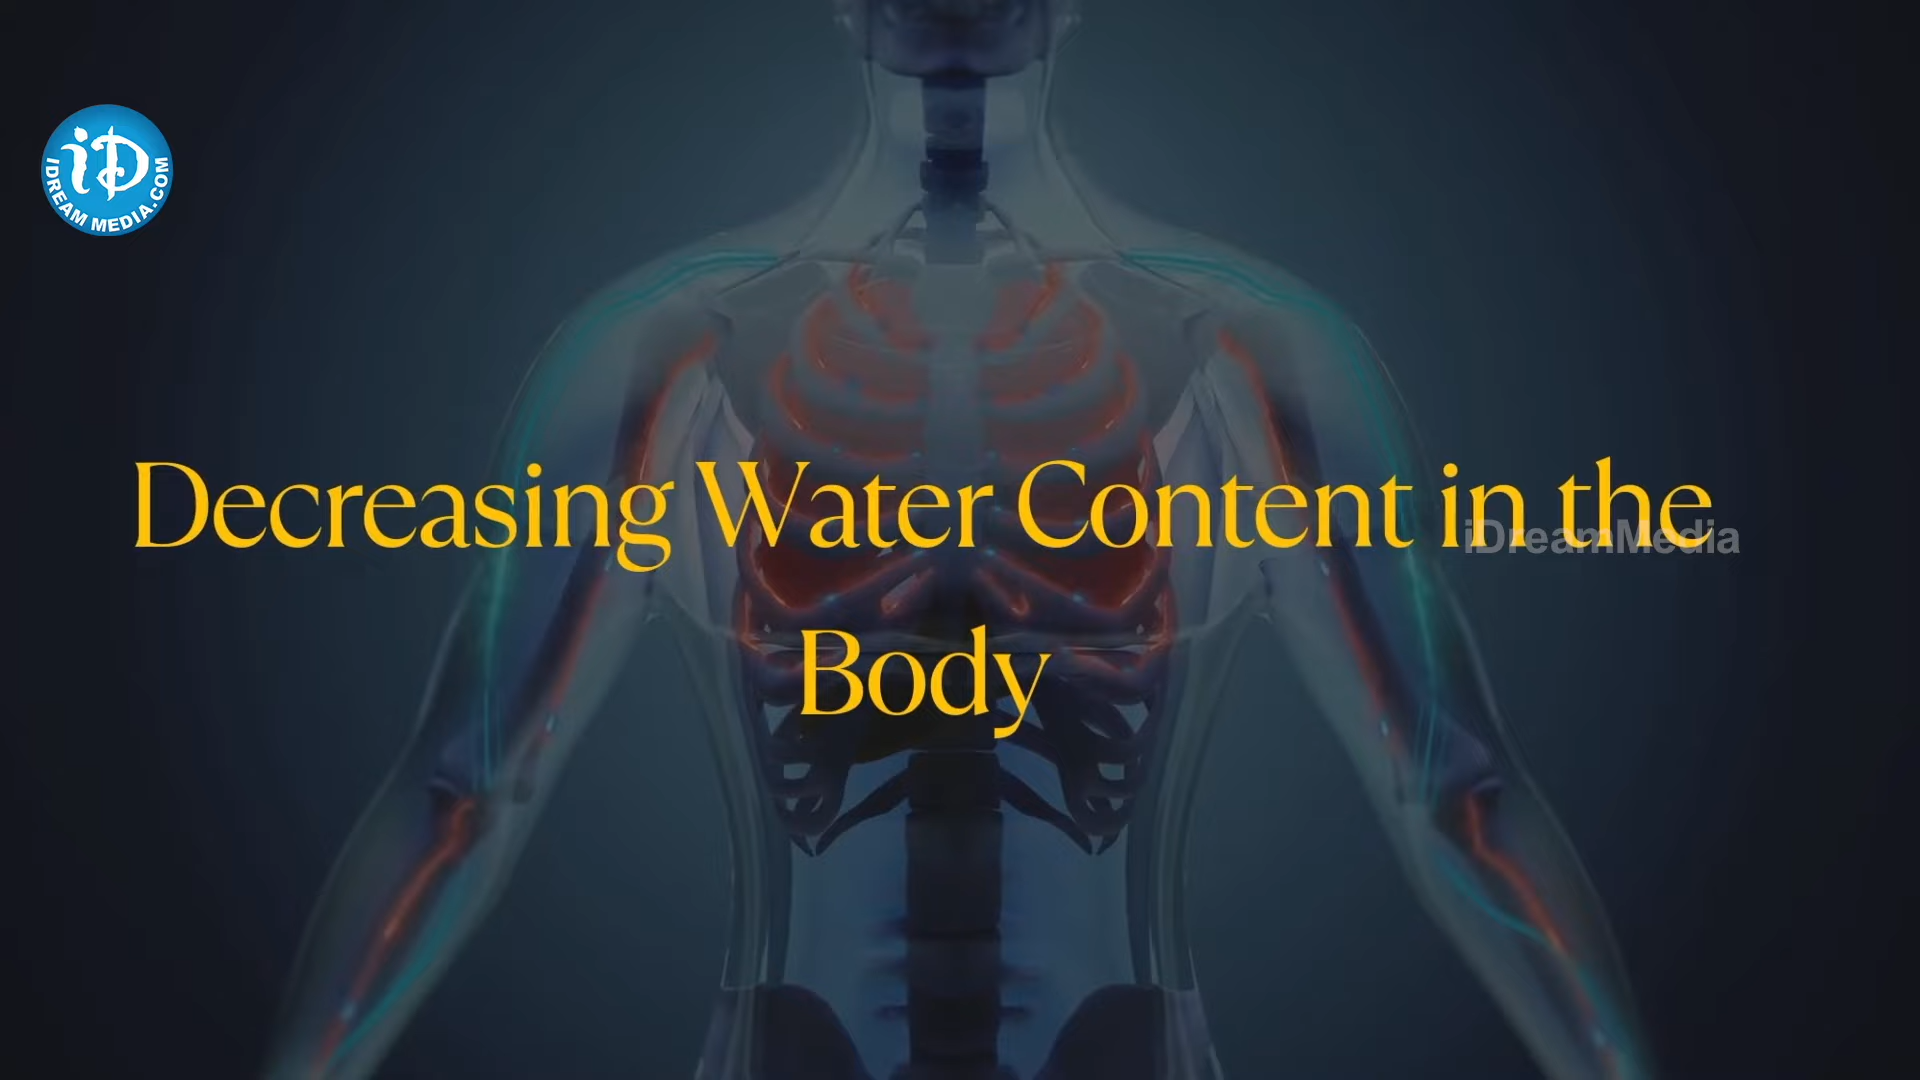 iD
IDREAM MEDIA.COM
Decreasing Water Content in the
iDreamMedia
Body